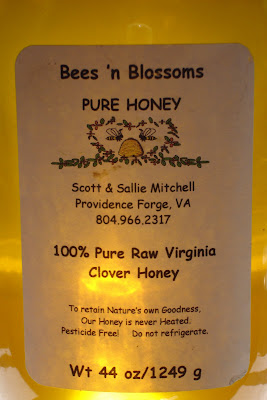 Bees 'n Blossoms
PURE HONEY
Scott & Sallie Mitchell
Providence Forge, VA
804.966.2317
100% Pure Raw Virginia
Clover Honey
To retain Nature's own Goodness,
Our Honey is never Heated.
Pesticide Free! Do not refrigerate.
Wt 44 oz/1249 g